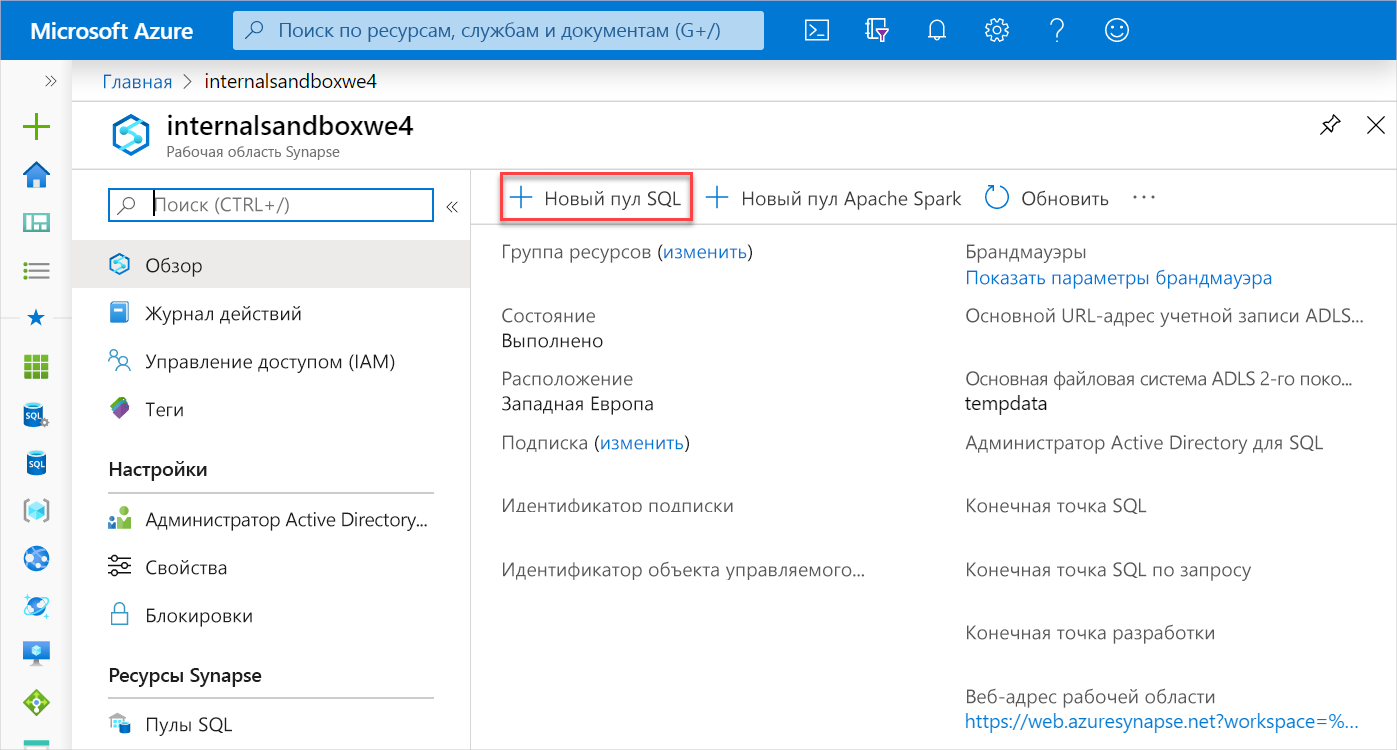 Microsoft Azure
Поиск по ресурсам, службам и документам (G+/)
Главная > internalsandboxwe4
internalsandboxwe4
Рабочая область Synapse
Поиск (CTRL+/)
Обзор
Журнал действий
Управление доступом (IAM)
Теги
Настройки
Администратор Active Directory...
Свойства
Блокировки
Ресурсы Synapse
Пулы SQL
Новый пул SQL
Новый пул Apache Spark
Обновить
Группа ресурсов (изменить)
Состояние
Выполнено
Расположение
Западная Европа
Подписка (изменить)
Идентификатор подписки
Идентификатор объекта управляемого...
Брандмауэры
Показать параметры брандмауэра
Основной URL-адрес учетной записи ADLS...
Основная файловая система ADLS 2-го поко...
tempdata
Администратор Active Directory для SQL
Конечная точка SQL
Конечная точка SQL по запросу
Конечная точка разработки
Веб-адрес рабочей области
https://web.azuresynapse.net?workspace=%...
SQL
SQL